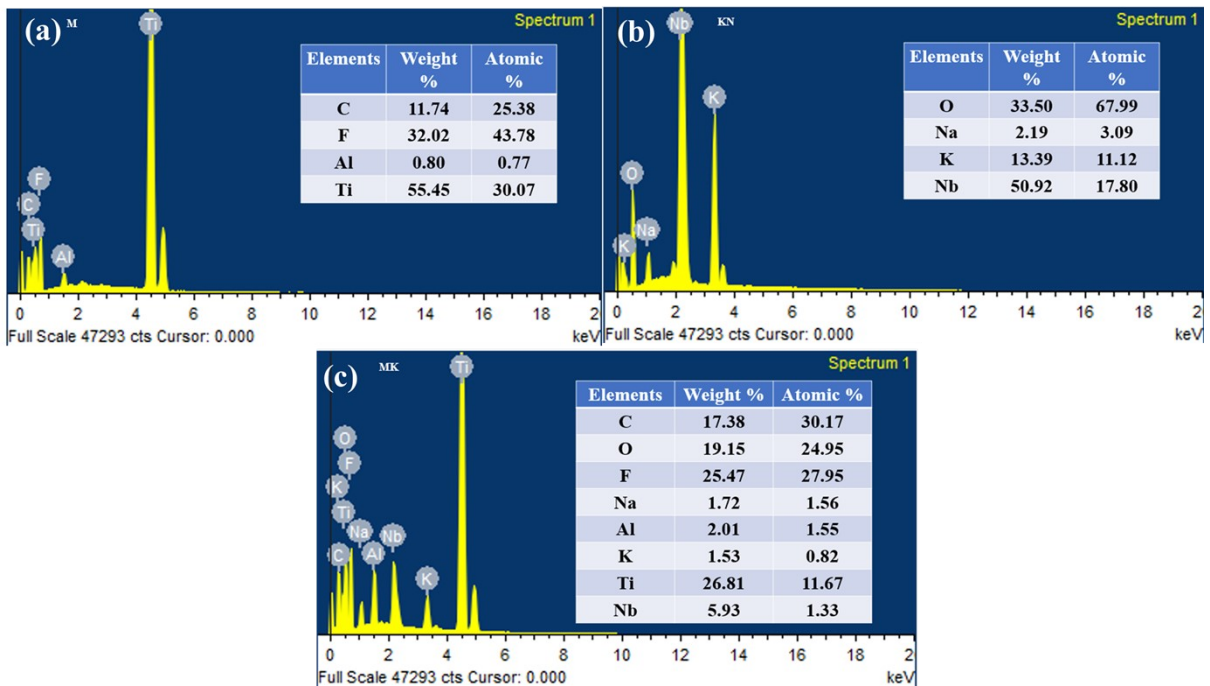 (a) M
Spectrum 1
Ti
F
C
Ti
Al
Elements Weight % Atomic %
C 11.74 25.38
F 32.02 43.78
Al 0.80 0.77
Ti 55.45 30.07
0 2 4 6 8 10 12 14 16 18 2
Full Scale 47293 cts Cursor: 0.000 keV
(b) KN
Spectrum 1
Nb
K
O
Na
K
Elements Weight % Atomic %
O 33.50 67.99
Na 2.19 3.09
K 13.39 11.12
Nb 50.92 17.80
0 2 4 6 8 10 12 14 16 18 2
Full Scale 47293 cts Cursor: 0.000 keV
(c) MK
Spectrum 1
Ti
O
F
K
Ti
Na
Nb
C
Al
K
Elements Weight % Atomic %
C 17.38 30.17
O 19.15 24.95
F 25.47 27.95
Na 1.72 1.56
Al 2.01 1.55
K 1.53 0.82
Ti 26.81 11.67
Nb 5.93 1.33
0 2 4 6 8 10 12 14 16 18 20
Full Scale 47293 cts Cursor: 0.000 keV